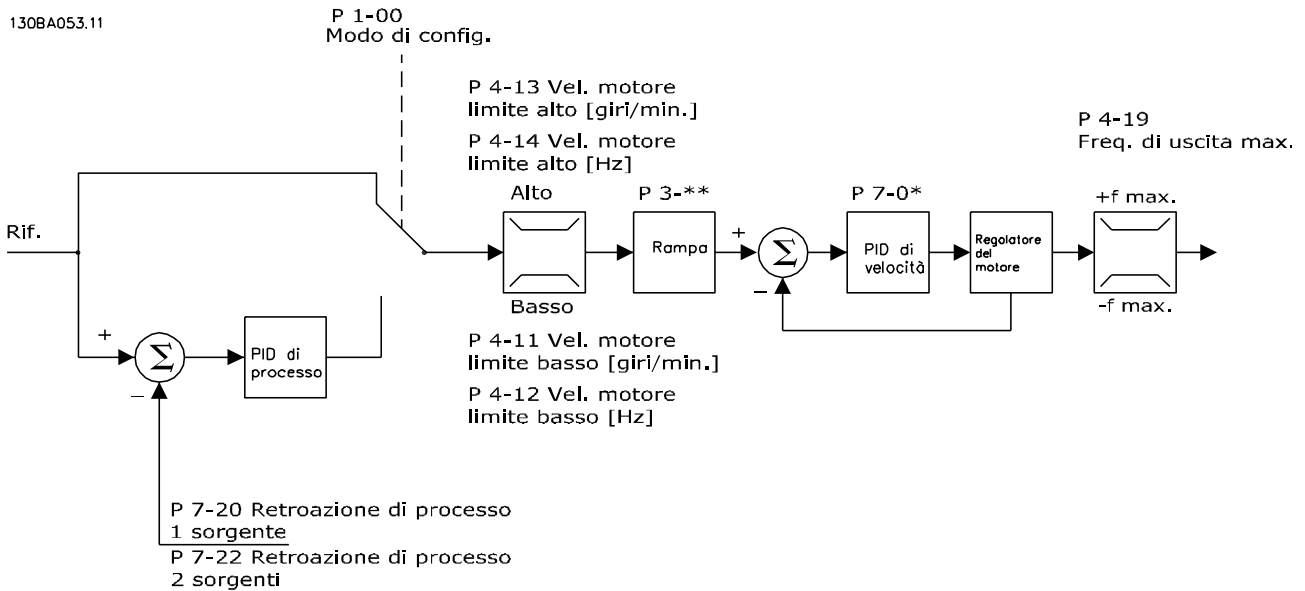 130BA053.11
P 1-00
Modo di config.
P 4-13 Vel. motore
limite alto [giri/min.]
P 4-14 Vel. motore
limite alto [Hz]
P 4-19
Freq. di uscita max.
Alto
P 3-**
P 7-0*
+f max.
Rif.
Rampa
+
Σ
−
PID di
velocità
Regolatore
del
motore
Basso
-f max.
+
Σ
−
PID di
processo
P 4-11 Vel. motore
limite basso [giri/min.]
P 4-12 Vel. motore
limite basso [Hz]
P 7-20 Retroazione di processo
1 sorgente
P 7-22 Retroazione di processo
2 sorgenti